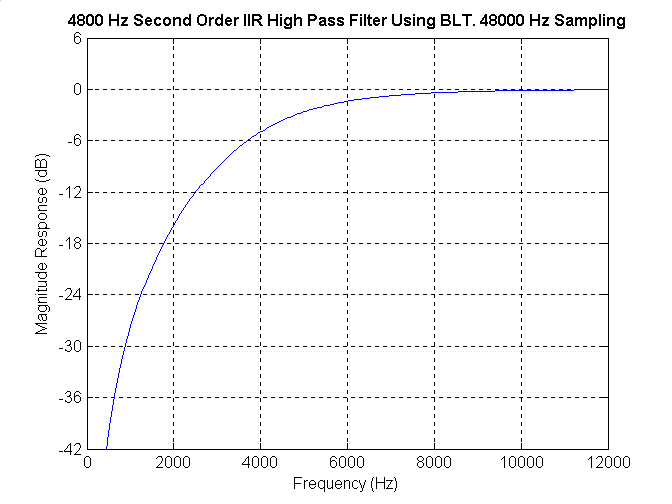 4800 Hz Second Order IIR High Pass Filter Using BLT. 48000 Hz Sampling
6
0
-6
-12
-18
-24
-30
-36
-42
Magnitude Response (dB)
0 2000 4000 6000 8000 10000 12000
Frequency (Hz)